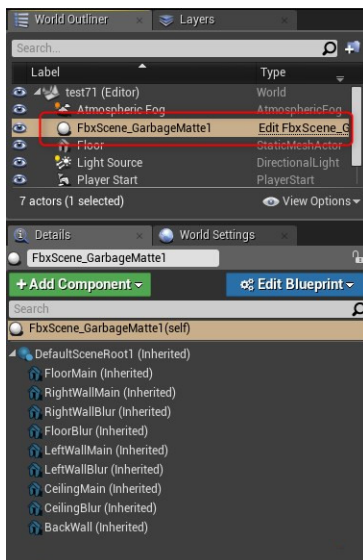 World Outliner Layers
Search...
Label Type
test71 (Editor) World
Atmospheric Fog AtmosphericFog
FbxScene_GarbageMatte1 Edit FbxScene_G
Floor StaticMeshActor
Light Source DirectionalLight
Player Start PlayerStart
7 actors (1 selected) View Options
Details World Settings
FbxScene_GarbageMatte1
+Add Component Edit Blueprint
Search
FbxScene_GarbageMatte1(self)
DefaultSceneRoot1 (Inherited)
FloorMain (Inherited)
RightWallMain (Inherited)
RightWallBlur (Inherited)
FloorBlur (Inherited)
LeftWallMain (Inherited)
LeftWallBlur (Inherited)
CeilingMain (Inherited)
CeilingBlur (Inherited)
BackWall (Inherited)